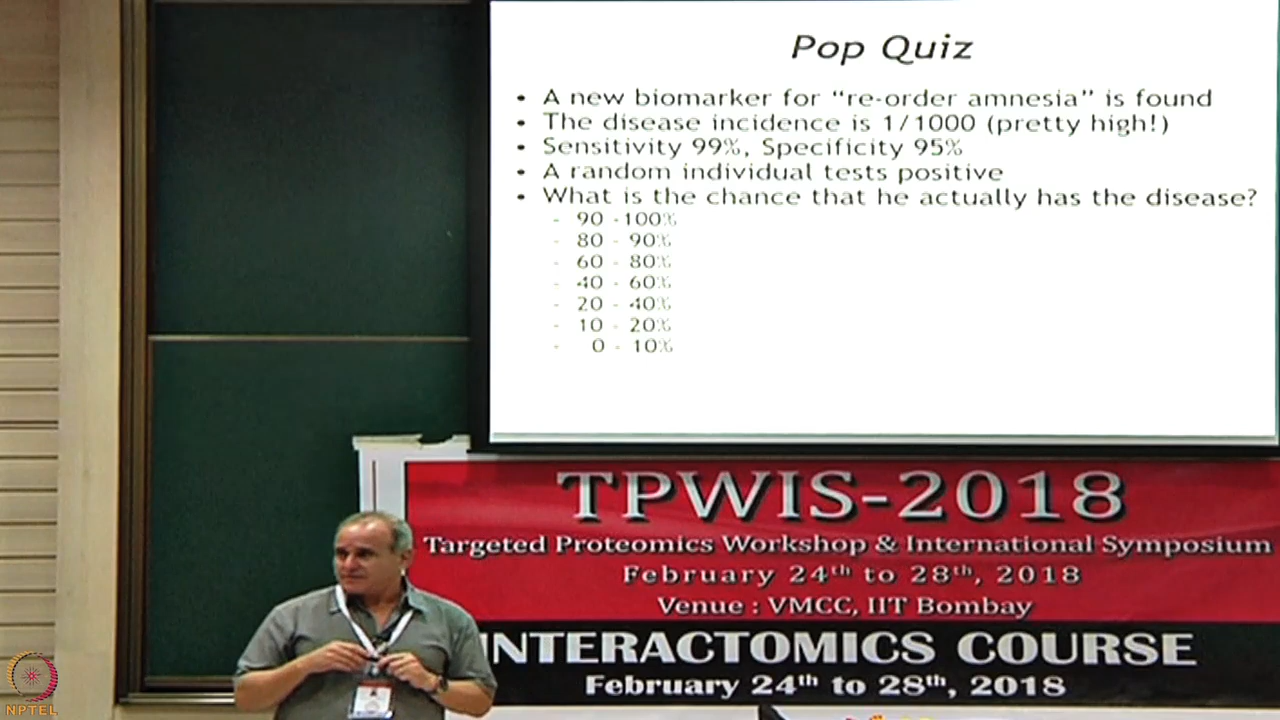 Pop Quiz
• A new biomarker for “re-order amnesia” is found
• The disease incidence is 1/1000 (pretty high!)
• Sensitivity 99%, Specificity 95%
• A random individual tests positive
• What is the chance that he actually has the disease?
- 90 -100%
- 80 - 90%
- 60 - 80%
- 40 - 60%
- 20 - 40%
- 10 - 20%
- 0 - 10%
TPWIS-2018
Targeted Proteomics Workshop & International Symposium
February 24th to 28th, 2018
Venue : VMCC, IIT Bombay
INTERACTOMICS COURSE
February 24th to 28th, 2018
NPTEL